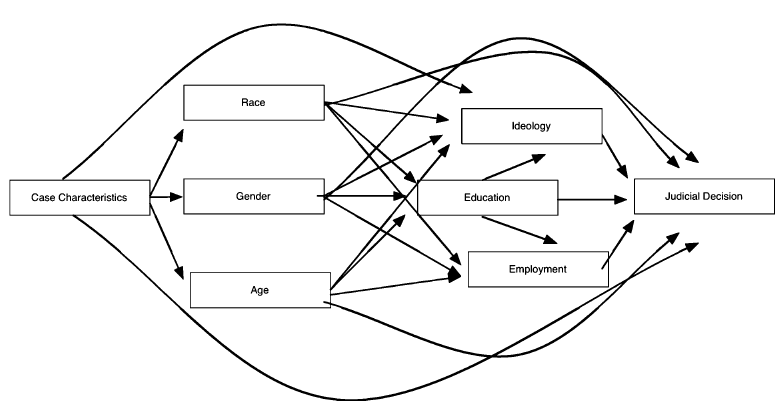 Race
Ideology
Case Characteristics
Gender
Education
Judicial Decision
Employment
Age